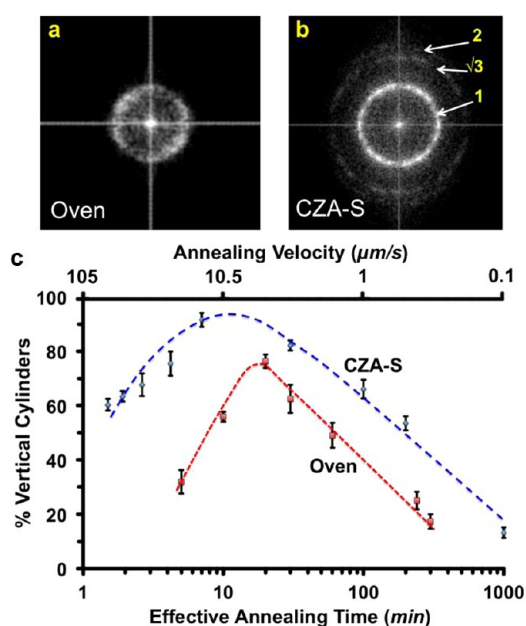 a
Oven
b
2
√3
1
CZA-S
c
Annealing Velocity (µm/s)
105 10.5 1 0.1
% Vertical Cylinders
100
80
60
40
20
0
CZA-S
Oven
1 10 100 1000
Effective Annealing Time (min)